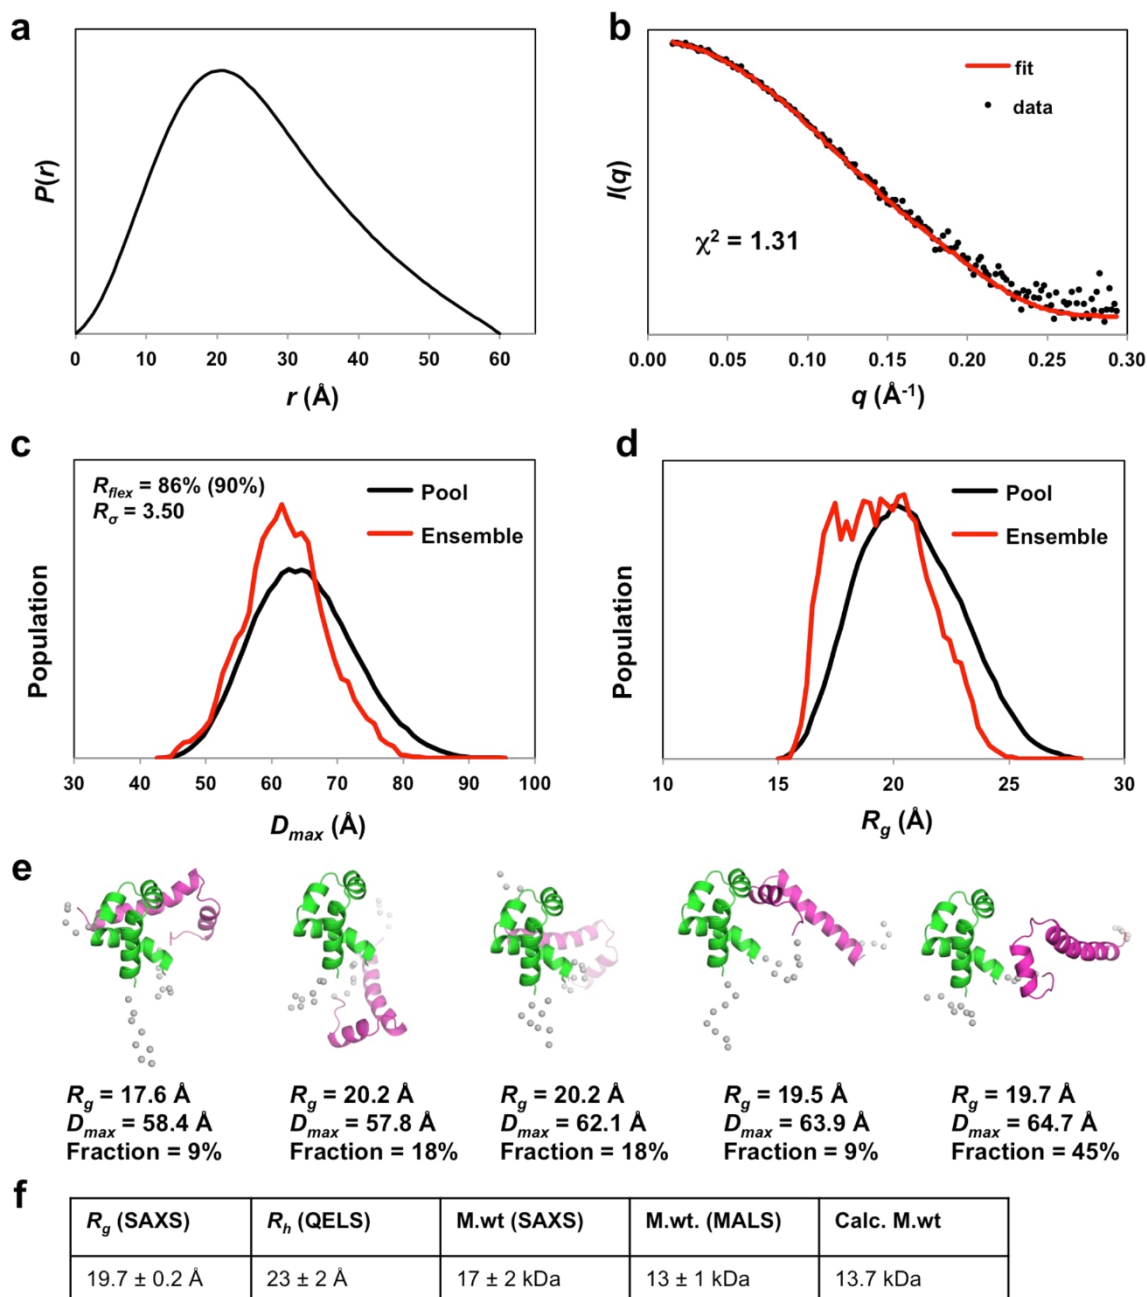 a
P(r)
0 10 20 30 40 50 60
r (Å)
b
I(q)
fit
data
χ² = 1.31
0.00 0.05 0.10 0.15 0.20 0.25 0.30
q (Å⁻¹)
c
Population
R_flex = 86% (90%)
R_σ = 3.50
Pool
Ensemble
30 40 50 60 70 80 90 100
D_max (Å)
d
Population
Pool
Ensemble
10 15 20 25 30
R_g (Å)
e
R_g = 17.6 Å
D_max = 58.4 Å
Fraction = 9%
R_g = 20.2 Å
D_max = 57.8 Å
Fraction = 18%
R_g = 20.2 Å
D_max = 62.1 Å
Fraction = 18%
R_g = 19.5 Å
D_max = 63.9 Å
Fraction = 9%
R_g = 19.7 Å
D_max = 64.7 Å
Fraction = 45%
f
R_g (SAXS) R_h (QELS) M.wt (SAXS) M.wt. (MALS) Calc. M.wt
19.7 ± 0.2 Å 23 ± 2 Å 17 ± 2 kDa 13 ± 1 kDa 13.7 kDa